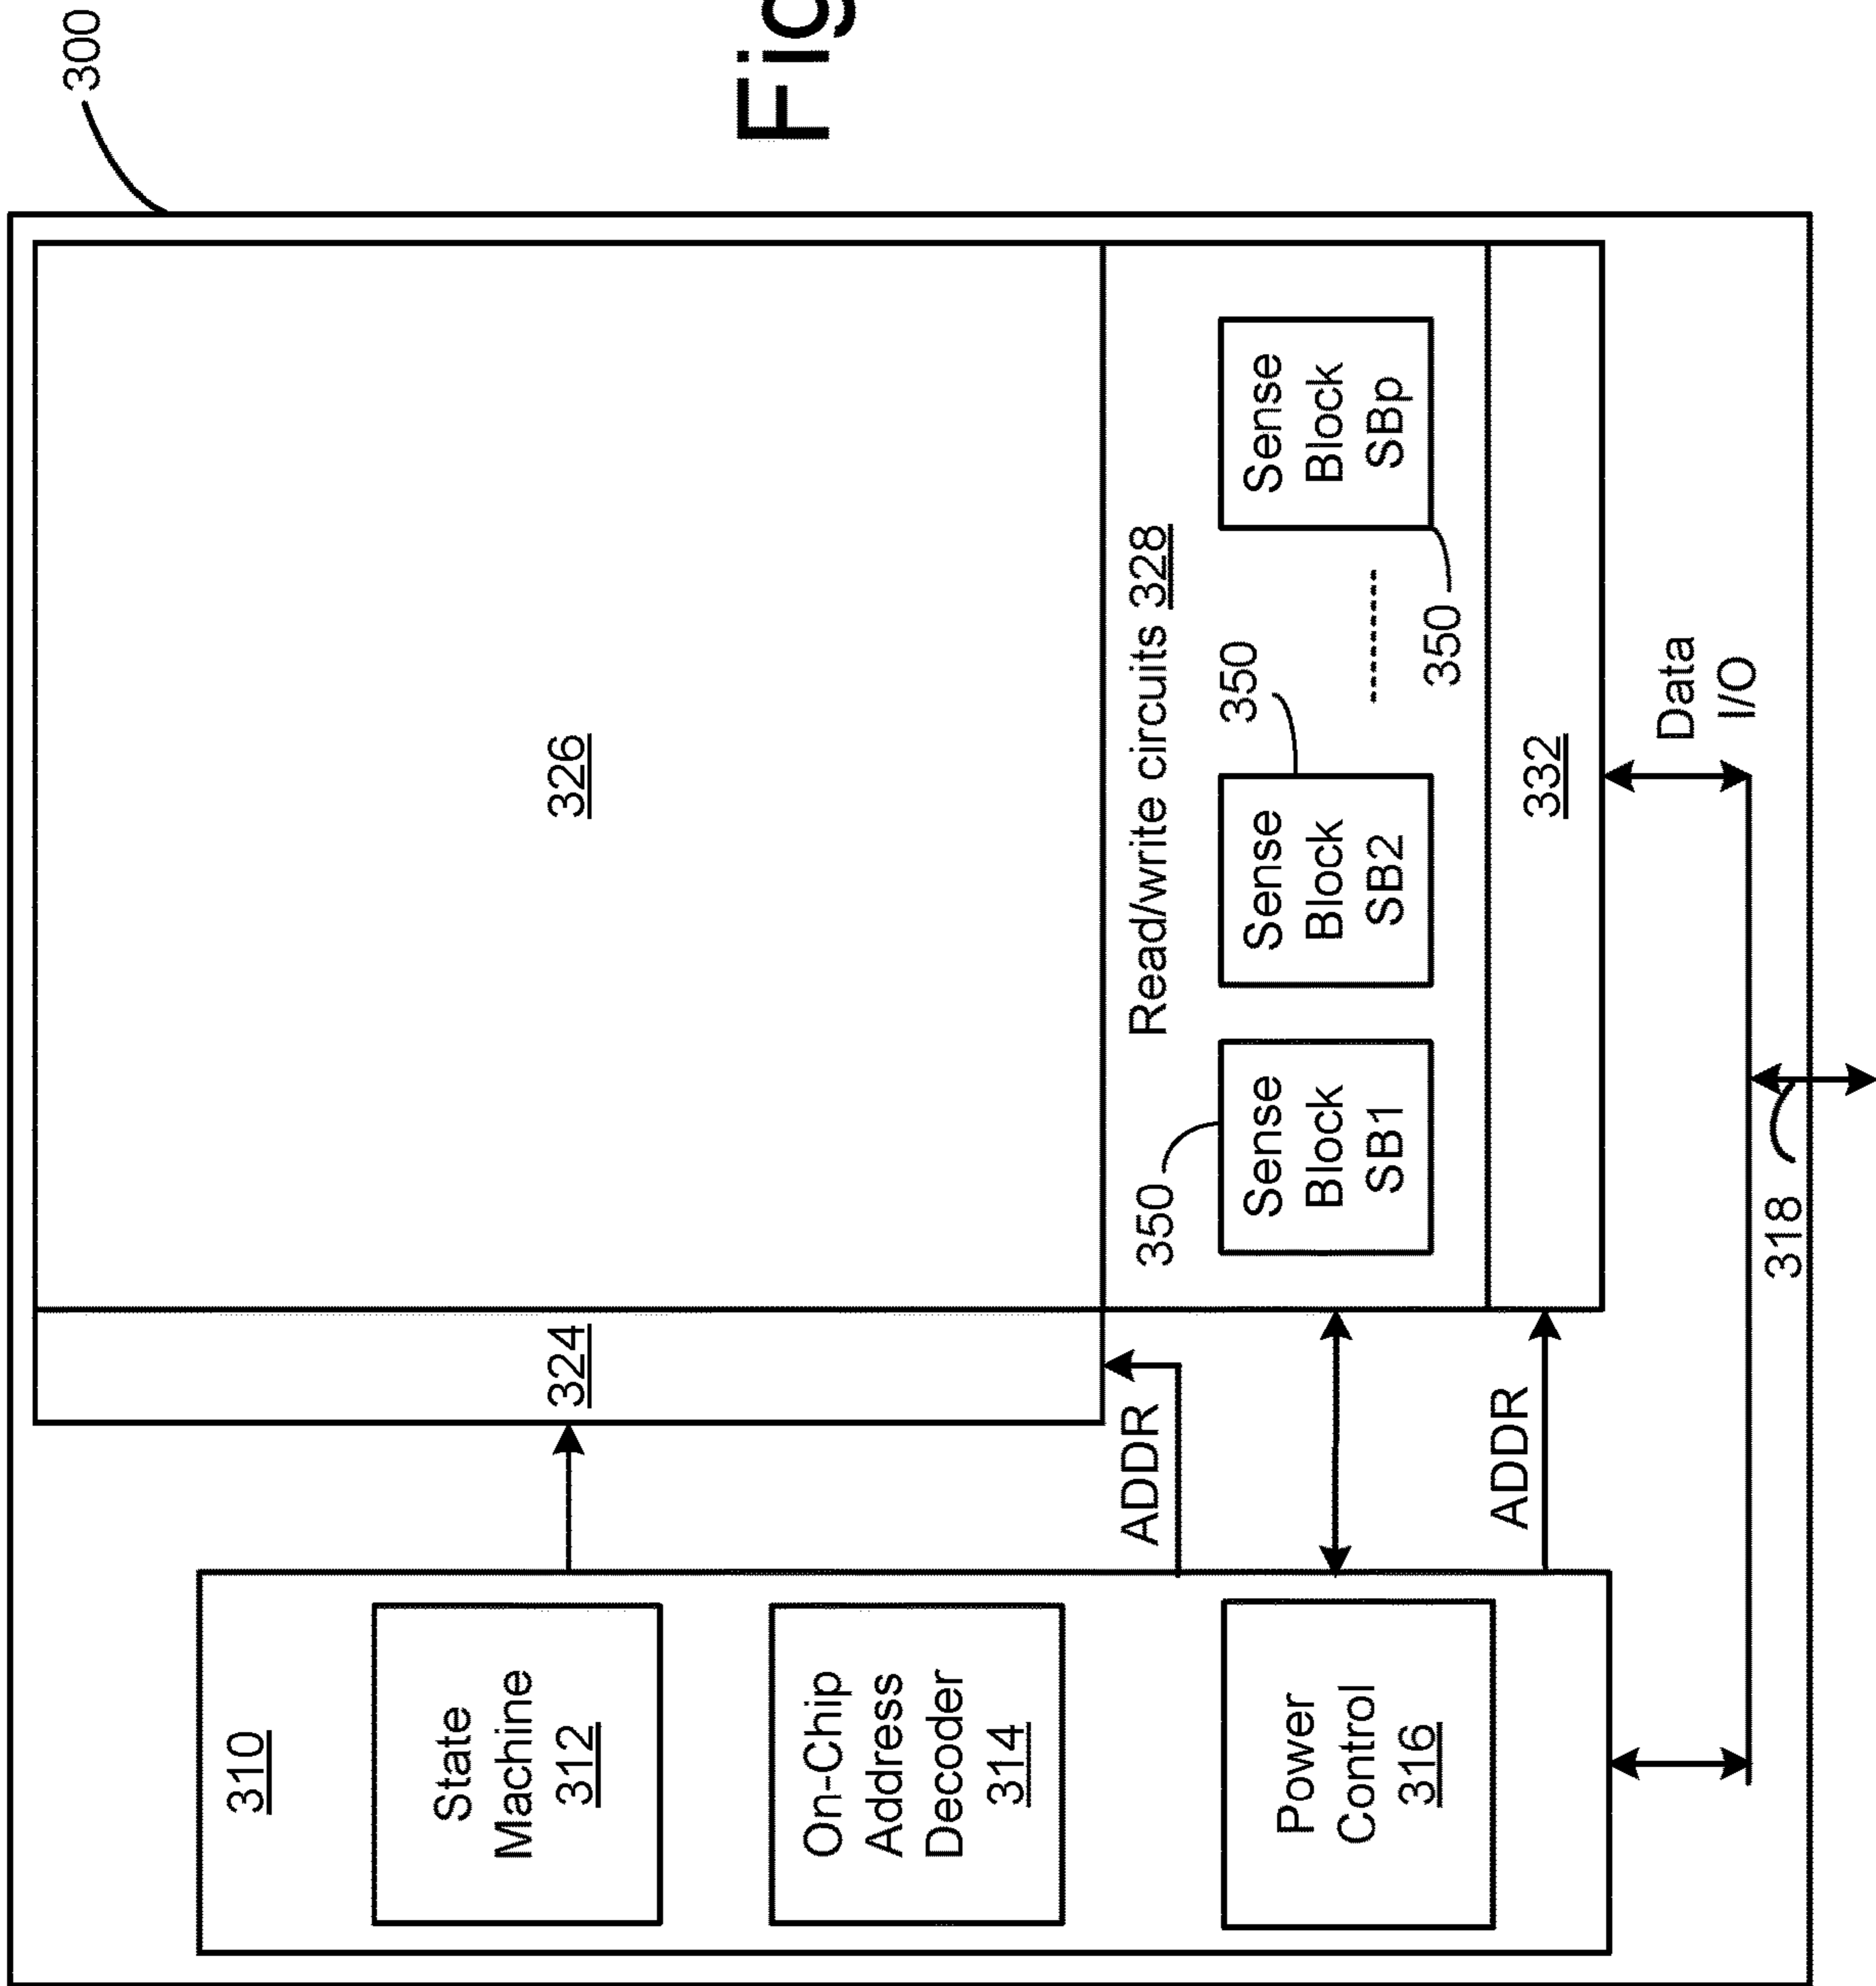 300
Fig
310
State
Machine
312
On-Chip
Address
Decoder
314
Power
Control
316
324
326
ADDR
ADDR
Read/write circuits 328
350
Sense
Block
SB1
350
Sense
Block
SB2
350
Sense
Block
SBp
332
Data
I/O
318